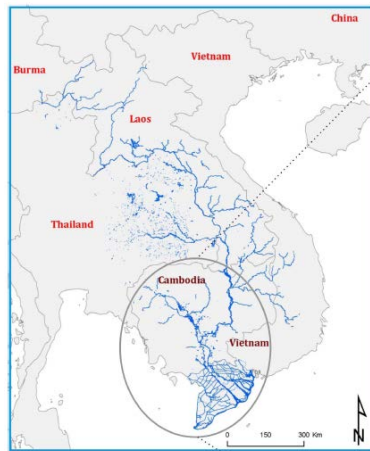 China
Vietnam
Burma
Laos
Thailand
Cambodia
Vietnam
N
0 150 300 Km